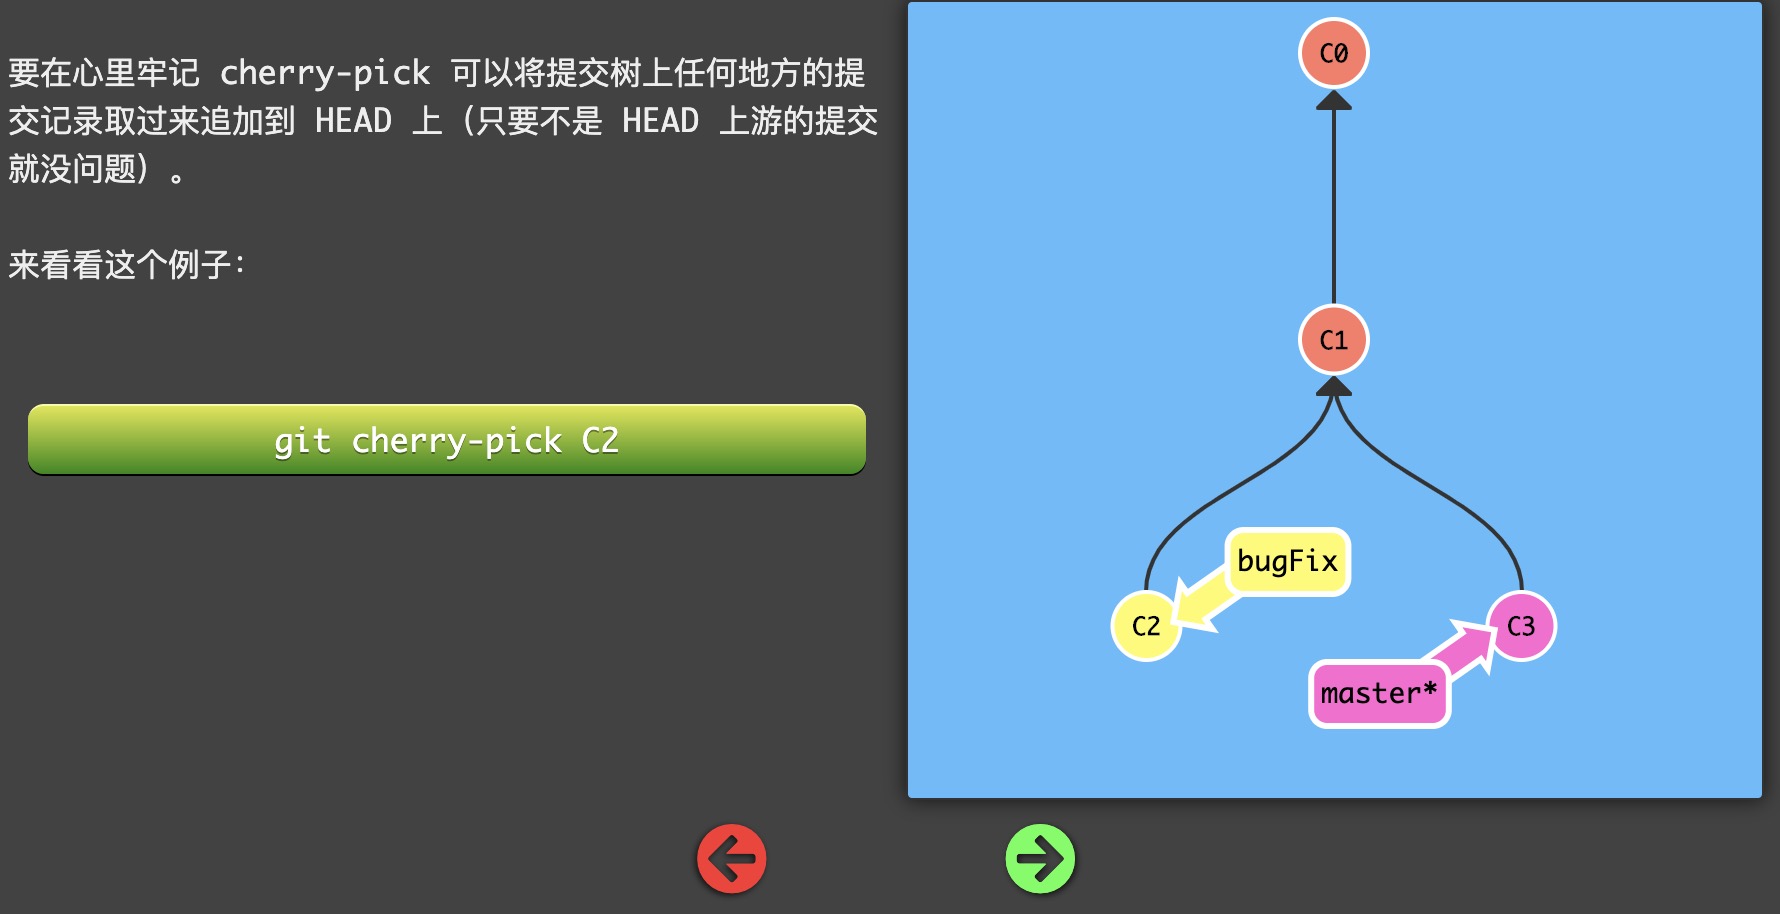 要在心里牢记 cherry-pick 可以将提交树上任何地方的提
交记录取过来追加到 HEAD 上（只要不是 HEAD 上游的提交
就没问题）。
来看看这个例子：
git cherry-pick C2
C0
C1
bugFix
C2
C3
master*